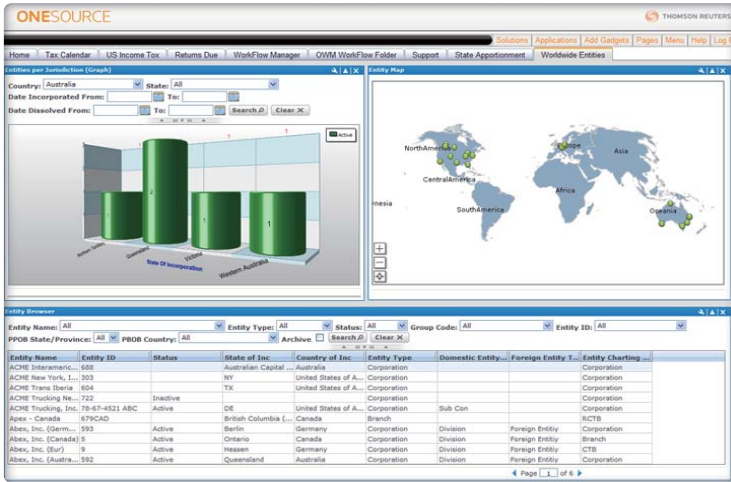 ONESOURCE
THOMSON REUTERS
Solutions Applications Add Gadgets Pages Menu Help Log
Home Tax Calendar US Income Tax Returns Due WorkFlow Manager OWM WorkFlow Folder Support State Apportionment Worldwide Entities
Entities per Jurisdiction (Graph)
Country: Australia State: All
Date Incorporated From: To:
Date Dissolved From: To: Search Clear
Active
1 2 1 1
Northern Territory Queensland Victoria Western Australia
State Of Incorporation
Entity Map
NorthAmerica Europe Asia
CentralAmerica Africa
nesia SouthAmerica Oceania
Entity Browser
Entity Name: All Entity Type: All Status: All Group Code: All Entity ID: All
PPOB State/Province: All PBOB Country: All Archive Search Clear
Entity Name Entity ID Status State of Inc Country of Inc Entity Type Domestic Entity... Foreign Entity T... Entity Charting ...
ACME Interameric... 688 Australian Capital ... Australia Corporation Corporation
ACME New York, I... 303 NY United States of A... Corporation Corporation
ACME Trans Iberia 604 TX United States of A... Corporation Corporation
ACME Trucking Ne... 722 Inactive Corporation Corporation
ACME Trucking, Inc. 78-67-4521 ABC Active DE United States of A... Corporation Sub Con Corporation
Apex - Canada 679CAD British Columbia (... Canada Branch RCTB
Abex, Inc. (Germ... 593 Active Berlin Germany Corporation Division Foreign Entitiy Corporation
Abex, Inc. (Canada) 5 Active Ontario Canada Corporation Division Foreign Entitiy Branch
Abex, Inc. (Eur) 9 Active Hessen Germany Corporation Division Foreign Entitiy CTB
Abex, Inc. (Austra... 592 Active Queensland Australia Corporation Division Foreign Entitiy Corporation
Page 1 of 6